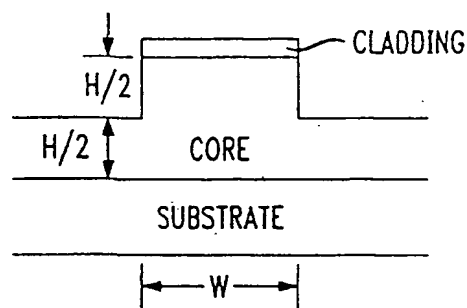 CLADDING
H/2
H/2
CORE
SUBSTRATE
W